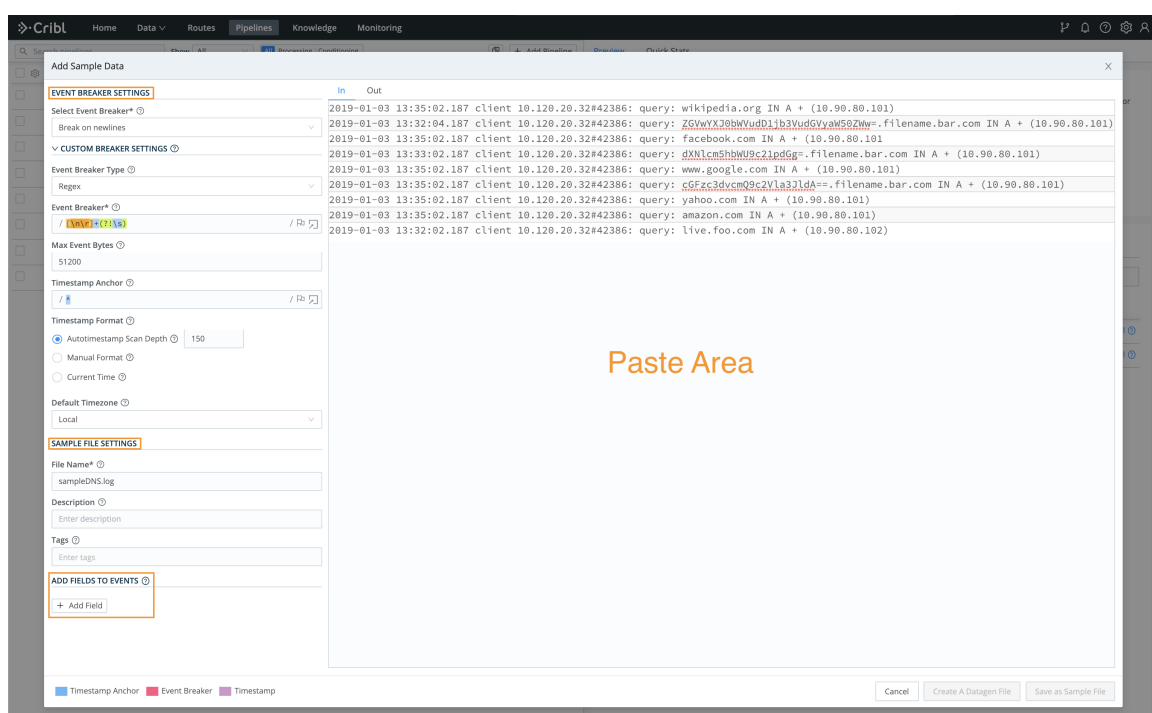 Cribl Home Data Routes Pipelines Knowledge Monitoring
Show All All Processing Conditioning + Add Pipeline Preview Quick Stats
Add Sample Data X
EVENT BREAKER SETTINGS
Select Event Breaker*
Break on newlines
CUSTOM BREAKER SETTINGS
Event Breaker Type
Regex
Event Breaker*
/ [\n\r]+(?!\s) /
Max Event Bytes
51200
Timestamp Anchor
/ ^ /
Timestamp Format
Autotimestamp Scan Depth 150
Manual Format
Current Time
Default Timezone
Local
SAMPLE FILE SETTINGS
File Name*
sampleDNS.log
Description
Enter description
Tags
Enter tags
ADD FIELDS TO EVENTS
+ Add Field
In Out
2019-01-03 13:35:02.187 client 10.120.20.32#42386: query: wikipedia.org IN A + (10.90.80.101)
2019-01-03 13:32:04.187 client 10.120.20.32#42386: query: ZGVwYXJ0bWVudD1jb3VudGVyaW50ZWw=.filename.bar.com IN A + (10.90.80.101)
2019-01-03 13:35:02.187 client 10.120.20.32#42386: query: facebook.com IN A + (10.90.80.101
2019-01-03 13:33:02.187 client 10.120.20.32#42386: query: dXNlcm5hbWU9c21pdGg=.filename.bar.com IN A + (10.90.80.101)
2019-01-03 13:35:02.187 client 10.120.20.32#42386: query: www.google.com IN A + (10.90.80.101)
2019-01-03 13:35:02.187 client 10.120.20.32#42386: query: cGFzc3dvcmQ9c2Vla3JldA==.filename.bar.com IN A + (10.90.80.101)
2019-01-03 13:35:02.187 client 10.120.20.32#42386: query: yahoo.com IN A + (10.90.80.101)
2019-01-03 13:35:02.187 client 10.120.20.32#42386: query: amazon.com IN A + (10.90.80.101)
2019-01-03 13:32:02.187 client 10.120.20.32#42386: query: live.foo.com IN A + (10.90.80.102)
Paste Area
Timestamp Anchor Event Breaker Timestamp
Cancel Create A Datagen File Save as Sample File